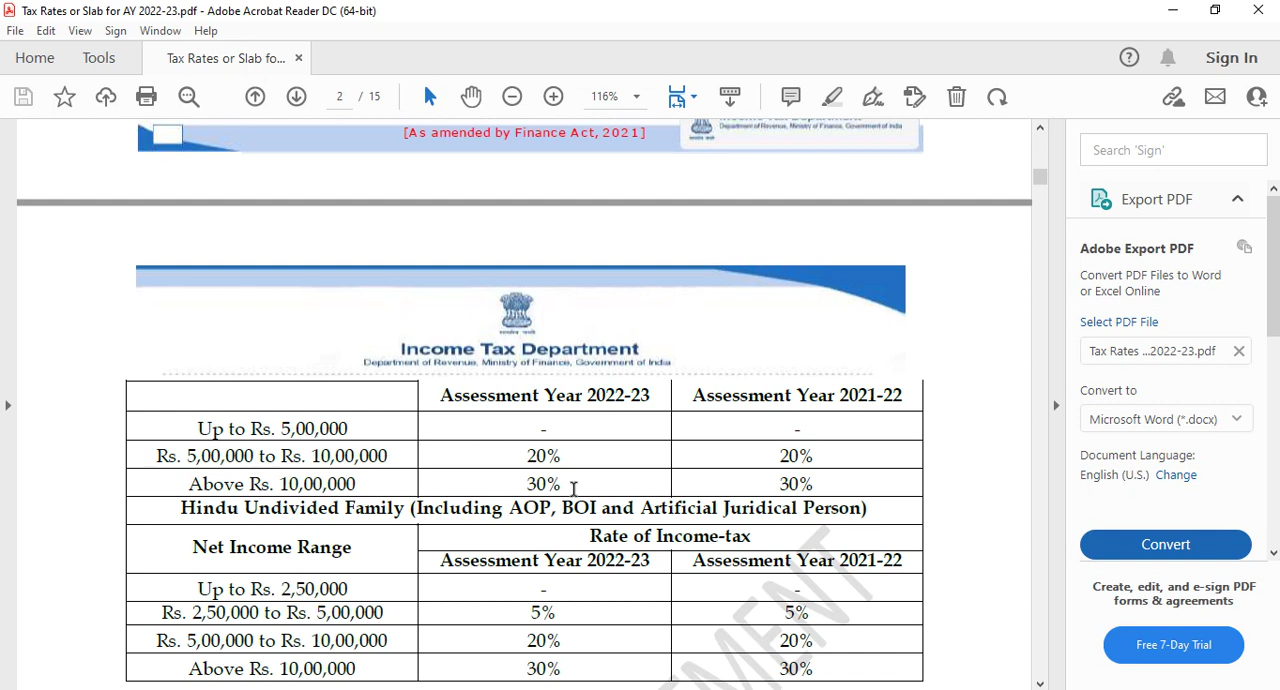 Tax Rates or Slab for AY 2022-23.pdf - Adobe Acrobat Reader DC (64-bit)
File Edit View Sign Window Help
Home Tools Tax Rates or Slab fo... × Sign In
2 / 15 116%
[As amended by Finance Act, 2021]
Department of Revenue, Ministry of Finance, Government of India
Search 'Sign'
Export PDF
Adobe Export PDF
Convert PDF Files to Word
or Excel Online
Select PDF File
Tax Rates ...2022-23.pdf
Convert to
Microsoft Word (*.docx)
Document Language:
English (U.S.) Change
Convert
Create, edit, and e-sign PDF
forms & agreements
Free 7-Day Trial
Income Tax Department
Department of Revenue, Ministry of Finance, Government of India
Assessment Year 2022-23 Assessment Year 2021-22
Up to Rs. 5,00,000 - -
Rs. 5,00,000 to Rs. 10,00,000 20% 20%
Above Rs. 10,00,000 30% 30%
Hindu Undivided Family (Including AOP, BOI and Artificial Juridical Person)
Net Income Range Rate of Income-tax
Assessment Year 2022-23 Assessment Year 2021-22
Up to Rs. 2,50,000 - -
Rs. 2,50,000 to Rs. 5,00,000 5% 5%
Rs. 5,00,000 to Rs. 10,00,000 20% 20%
Above Rs. 10,00,000 30% 30%